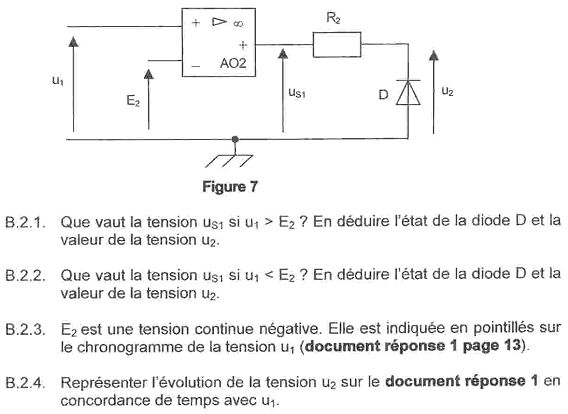 + ▷ ∞
R₂
+
− AO2
u₁
E₂
uS1
D
u₂
Figure 7
B.2.1. Que vaut la tension uS1 si u₁ > E₂ ? En déduire l'état de la diode D et la
valeur de la tension u₂.
B.2.2. Que vaut la tension uS1 si u₁ < E₂ ? En déduire l'état de la diode D et la
valeur de la tension u₂.
B.2.3. E₂ est une tension continue négative. Elle est indiquée en pointillés sur
le chronogramme de la tension u₁ (document réponse 1 page 13).
B.2.4. Représenter l'évolution de la tension u₂ sur le document réponse 1 en
concordance de temps avec u₁.